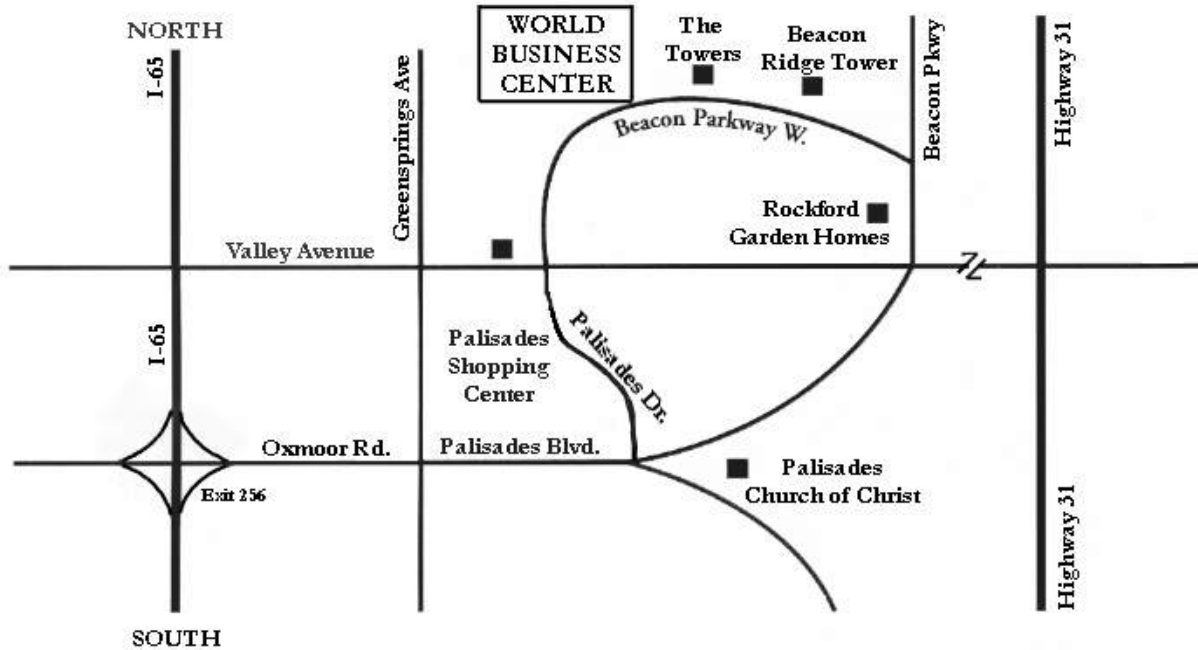 NORTH
I-65
Greensprings Ave
WORLD
BUSINESS
CENTER
The
Towers
Beacon
Ridge Tower
Beacon Parkway W.
Beacon Pkwy
Highway 31
Rockford
Garden Homes
Valley Avenue
I-65
Palisades
Shopping
Center
Palisades Dr.
Oxmoor Rd.
Palisades Blvd.
Exit 256
Palisades
Church of Christ
Highway 31
SOUTH